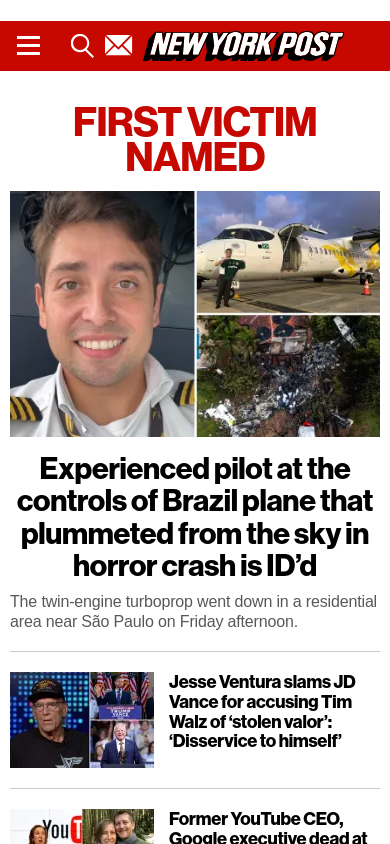 NEW YORK POST
FIRST VICTIM
NAMED
Experienced pilot at the
controls of Brazil plane that
plummeted from the sky in
horror crash is ID’d
The twin-engine turboprop went down in a residential
area near São Paulo on Friday afternoon.
TRUMP
VANCE
Jesse Ventura slams JD
Vance for accusing Tim
Walz of ‘stolen valor’:
‘Disservice to himself’
YouT
Former YouTube CEO,
Google executive dead at